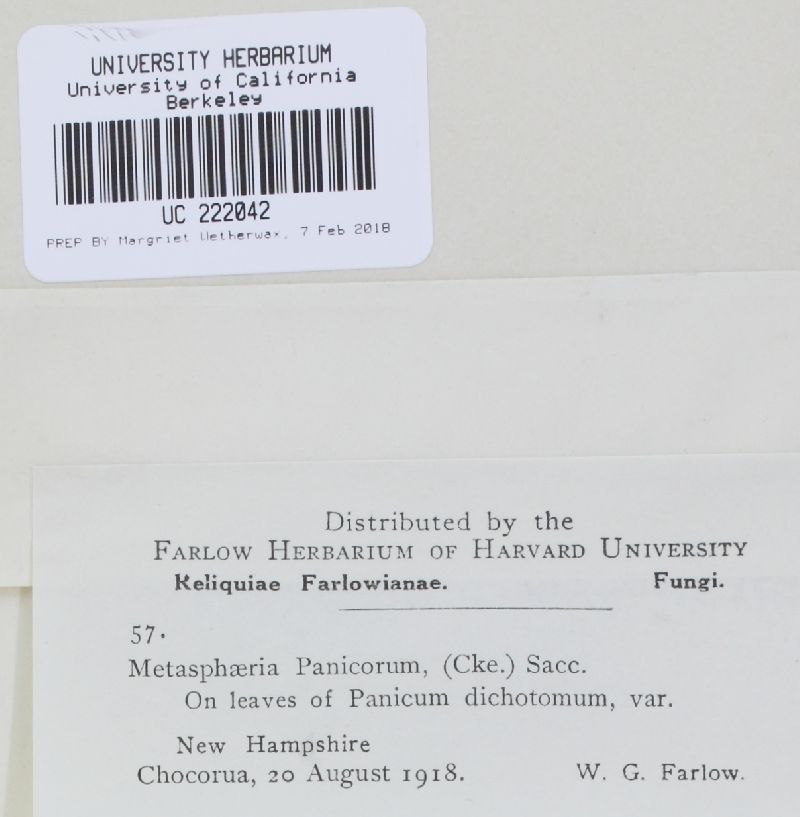 UNIVERSITY HERBARIUM
University of California
Berkeley
UC 222042
PREP BY Margriet Wetherwax, 7 Feb 2018
Distributed by the
FARLOW HERBARIUM OF HARVARD UNIVERSITY
Reliquiae Farlowianae. Fungi.
57.
Metasphæria Panicorum, (Cke.) Sacc.
On leaves of Panicum dichotomum, var.
New Hampshire
Chocorua, 20 August 1918. W. G. Farlow.